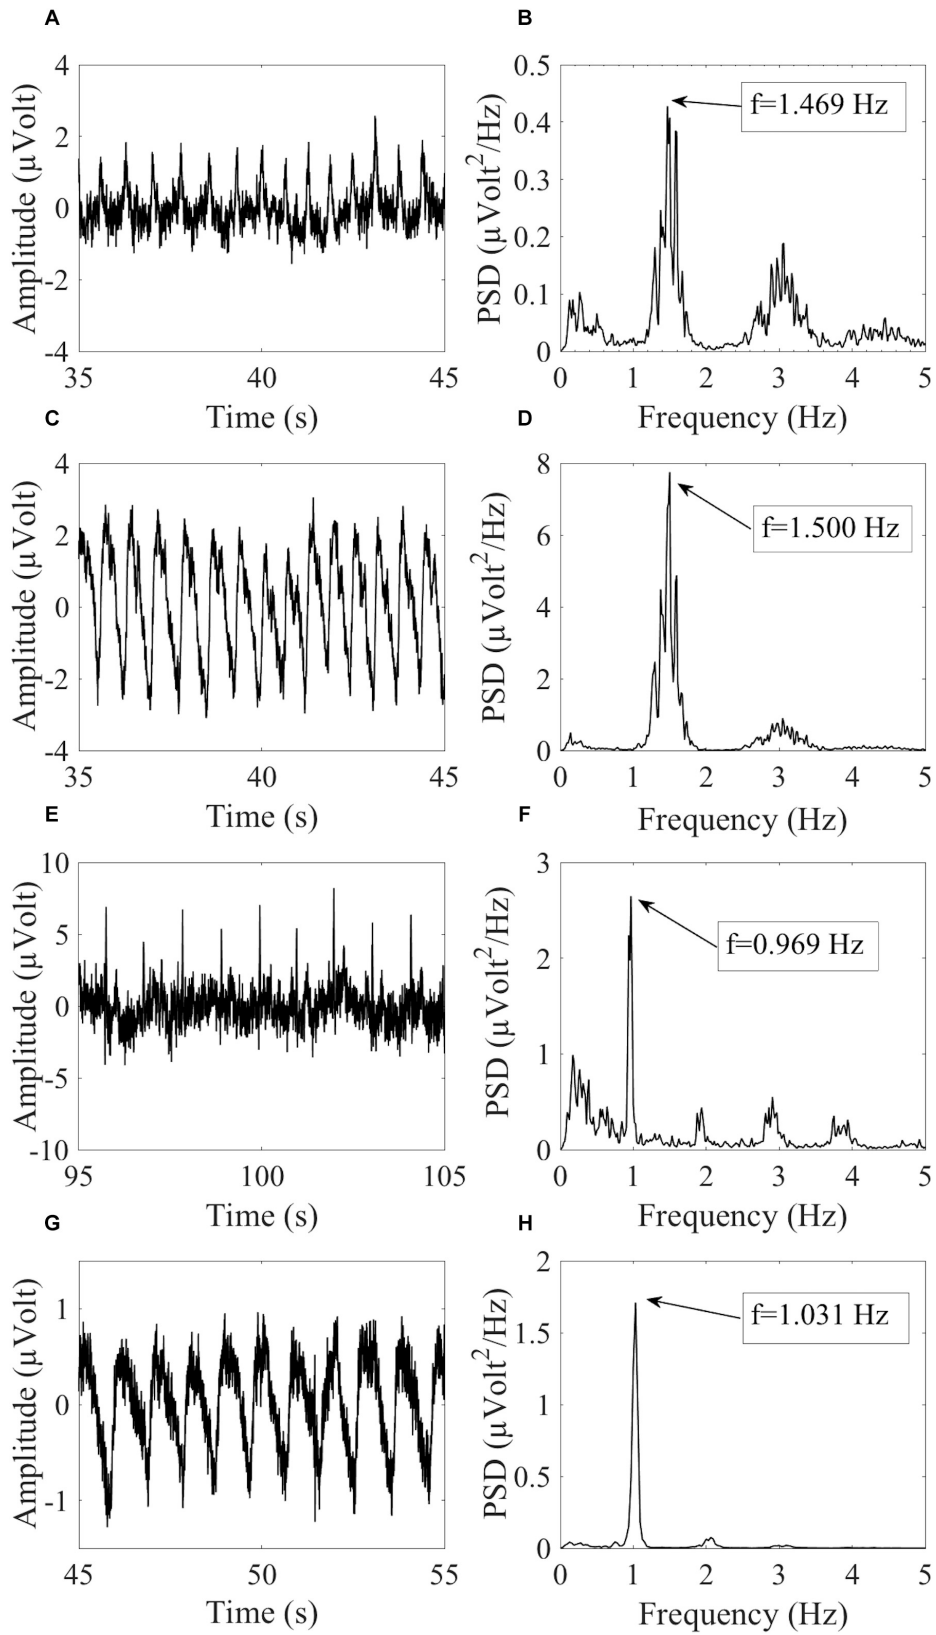 A
B
4
2
0
-2
-4
Amplitude (µVolt)
35
40
45
Time (s)
0.5
0.4
0.3
0.2
0.1
0
PSD (µVolt²/Hz)
f=1.469 Hz
0
1
2
3
4
5
Frequency (Hz)
C
D
4
2
0
-2
-4
Amplitude (µVolt)
35
40
45
Time (s)
8
6
4
2
0
PSD (µVolt²/Hz)
f=1.500 Hz
0
1
2
3
4
5
Frequency (Hz)
E
F
10
5
0
-5
-10
Amplitude (µVolt)
95
100
105
Time (s)
3
2
1
0
PSD (µVolt²/Hz)
f=0.969 Hz
0
1
2
3
4
5
Frequency (Hz)
G
H
1
0
-1
Amplitude (µVolt)
45
50
55
Time (s)
2
1.5
1
0.5
0
PSD (µVolt²/Hz)
f=1.031 Hz
0
1
2
3
4
5
Frequency (Hz)